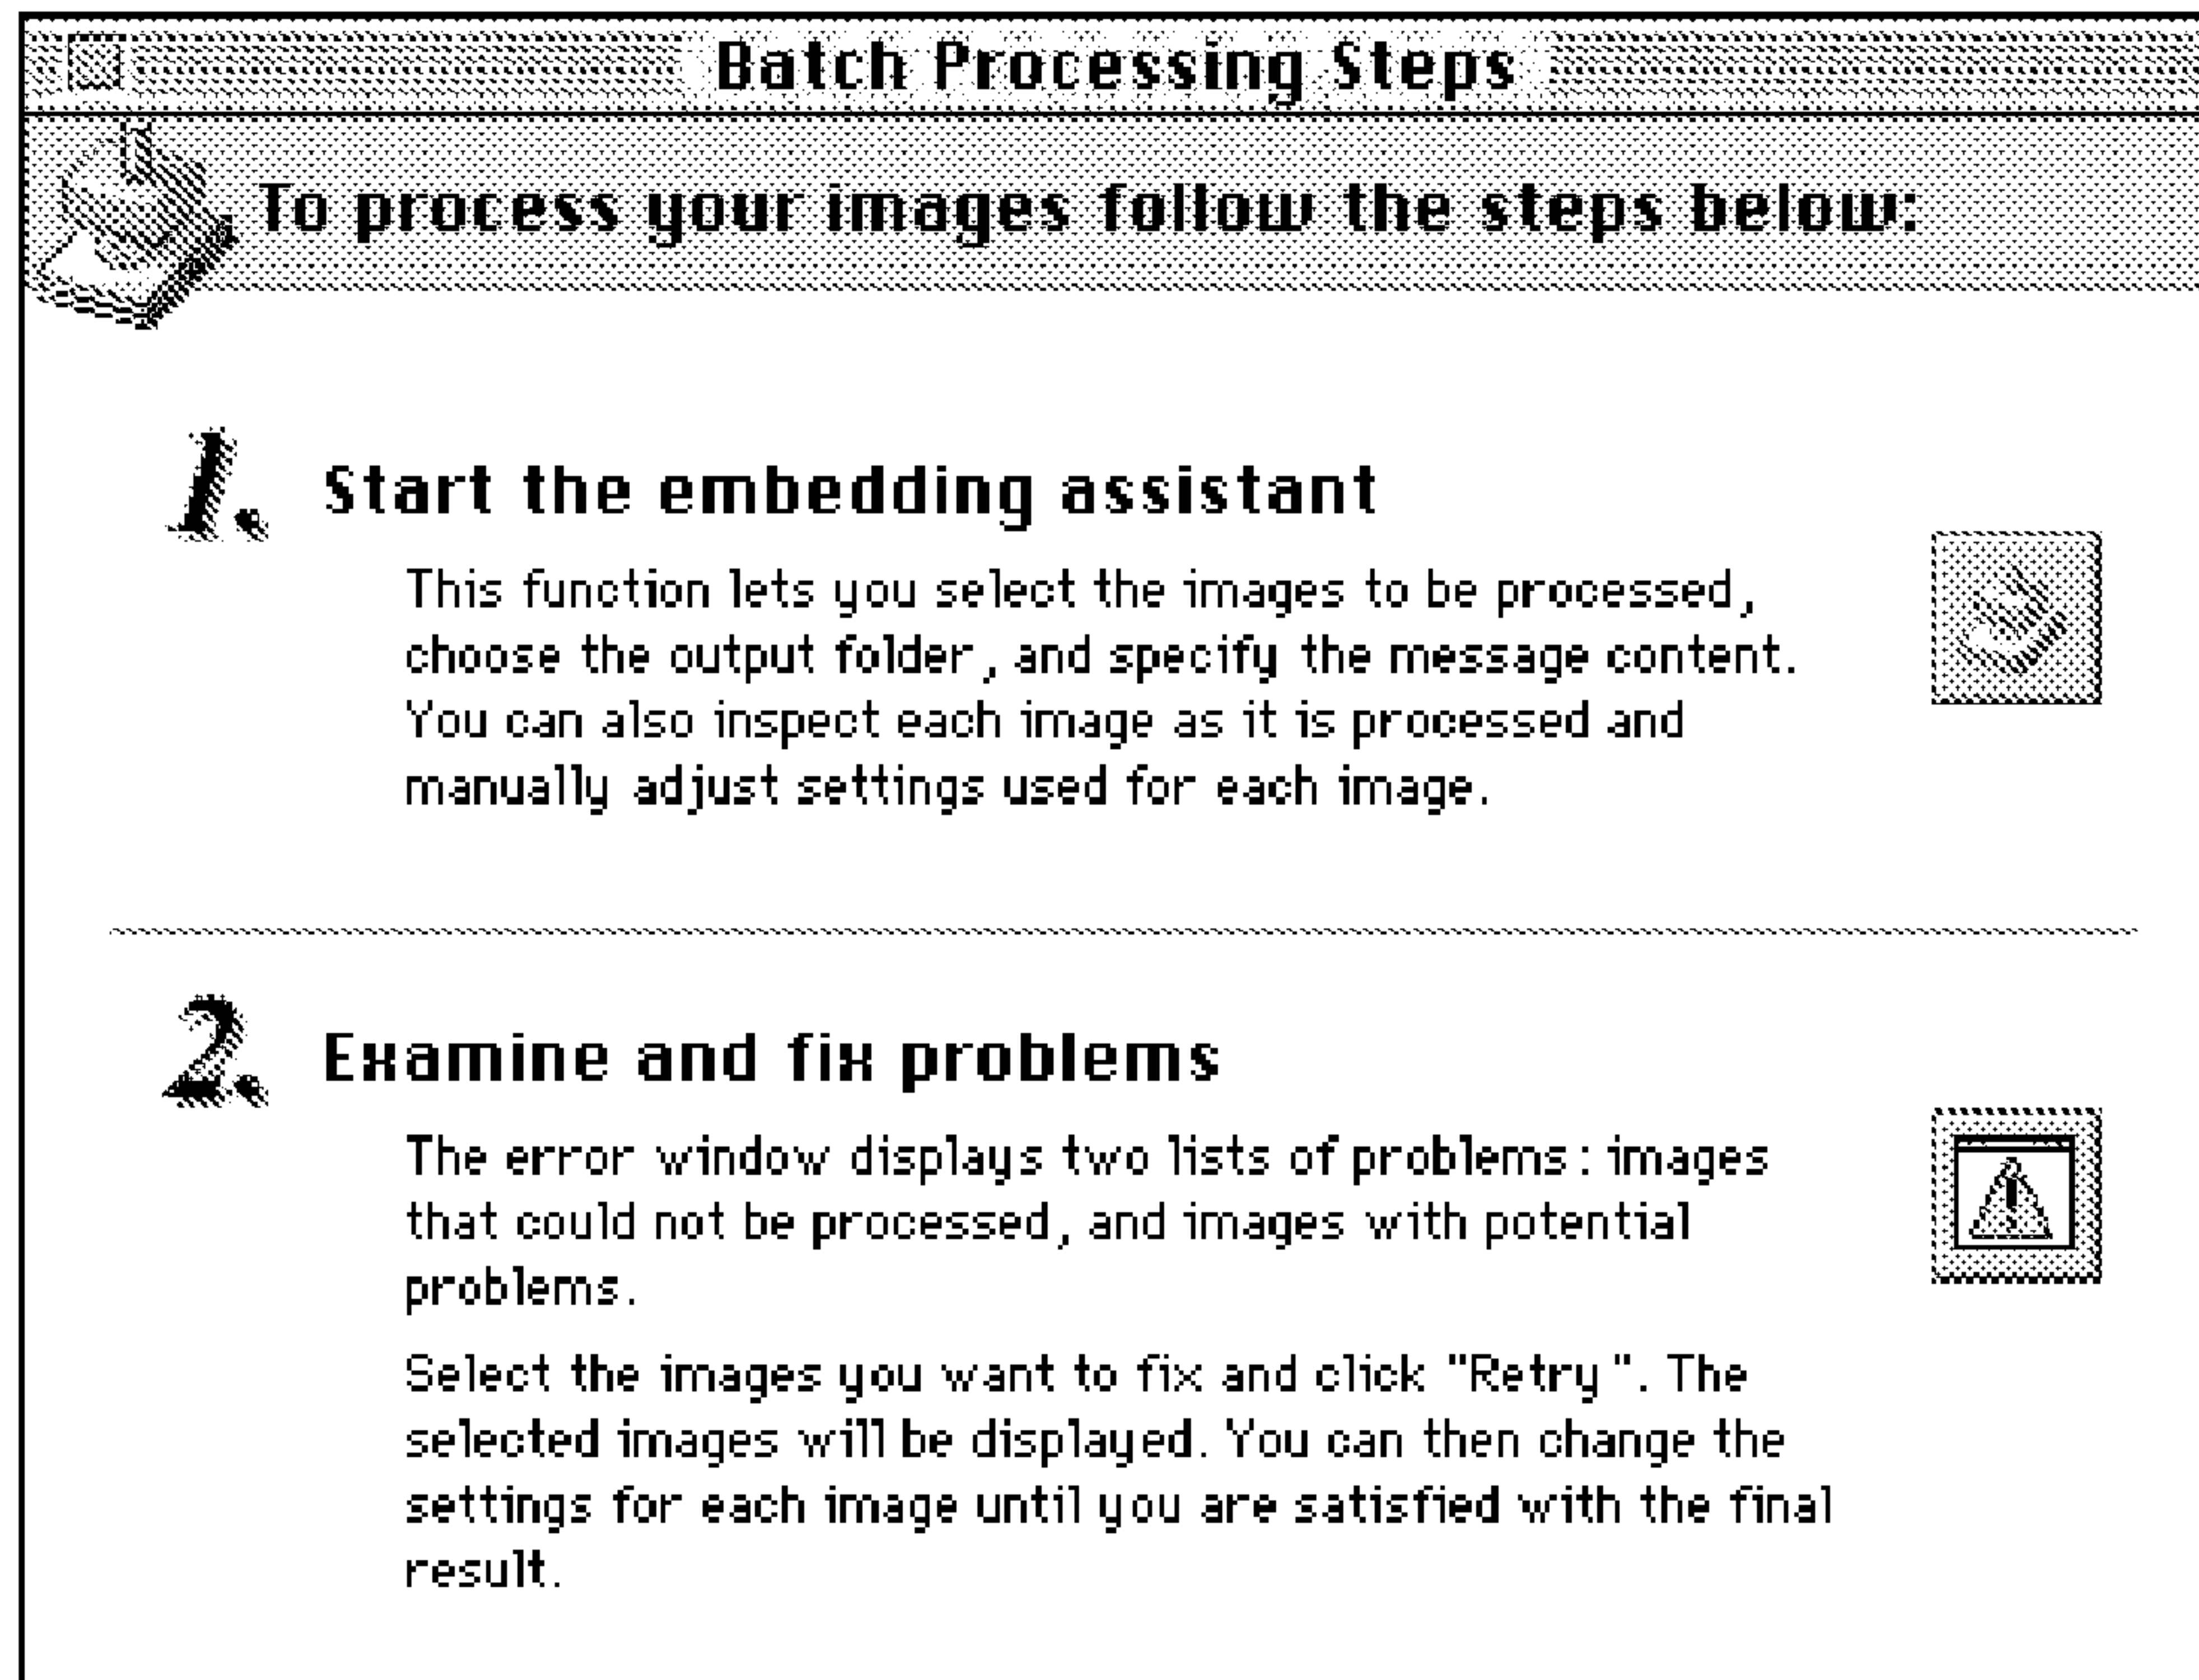 Batch Processing Steps
To process your images follow the steps below:
1.
Start the embedding assistant
This function lets you select the images to be processed,
choose the output folder, and specify the message content.
You can also inspect each image as it is processed and
manually adjust settings used for each image.
2.
Examine and fix problems
The error window displays two lists of problems: images
that could not be processed, and images with potential
problems.
Select the images you want to fix and click "Retry". The
selected images will be displayed. You can then change the
settings for each image until you are satisfied with the final
result.